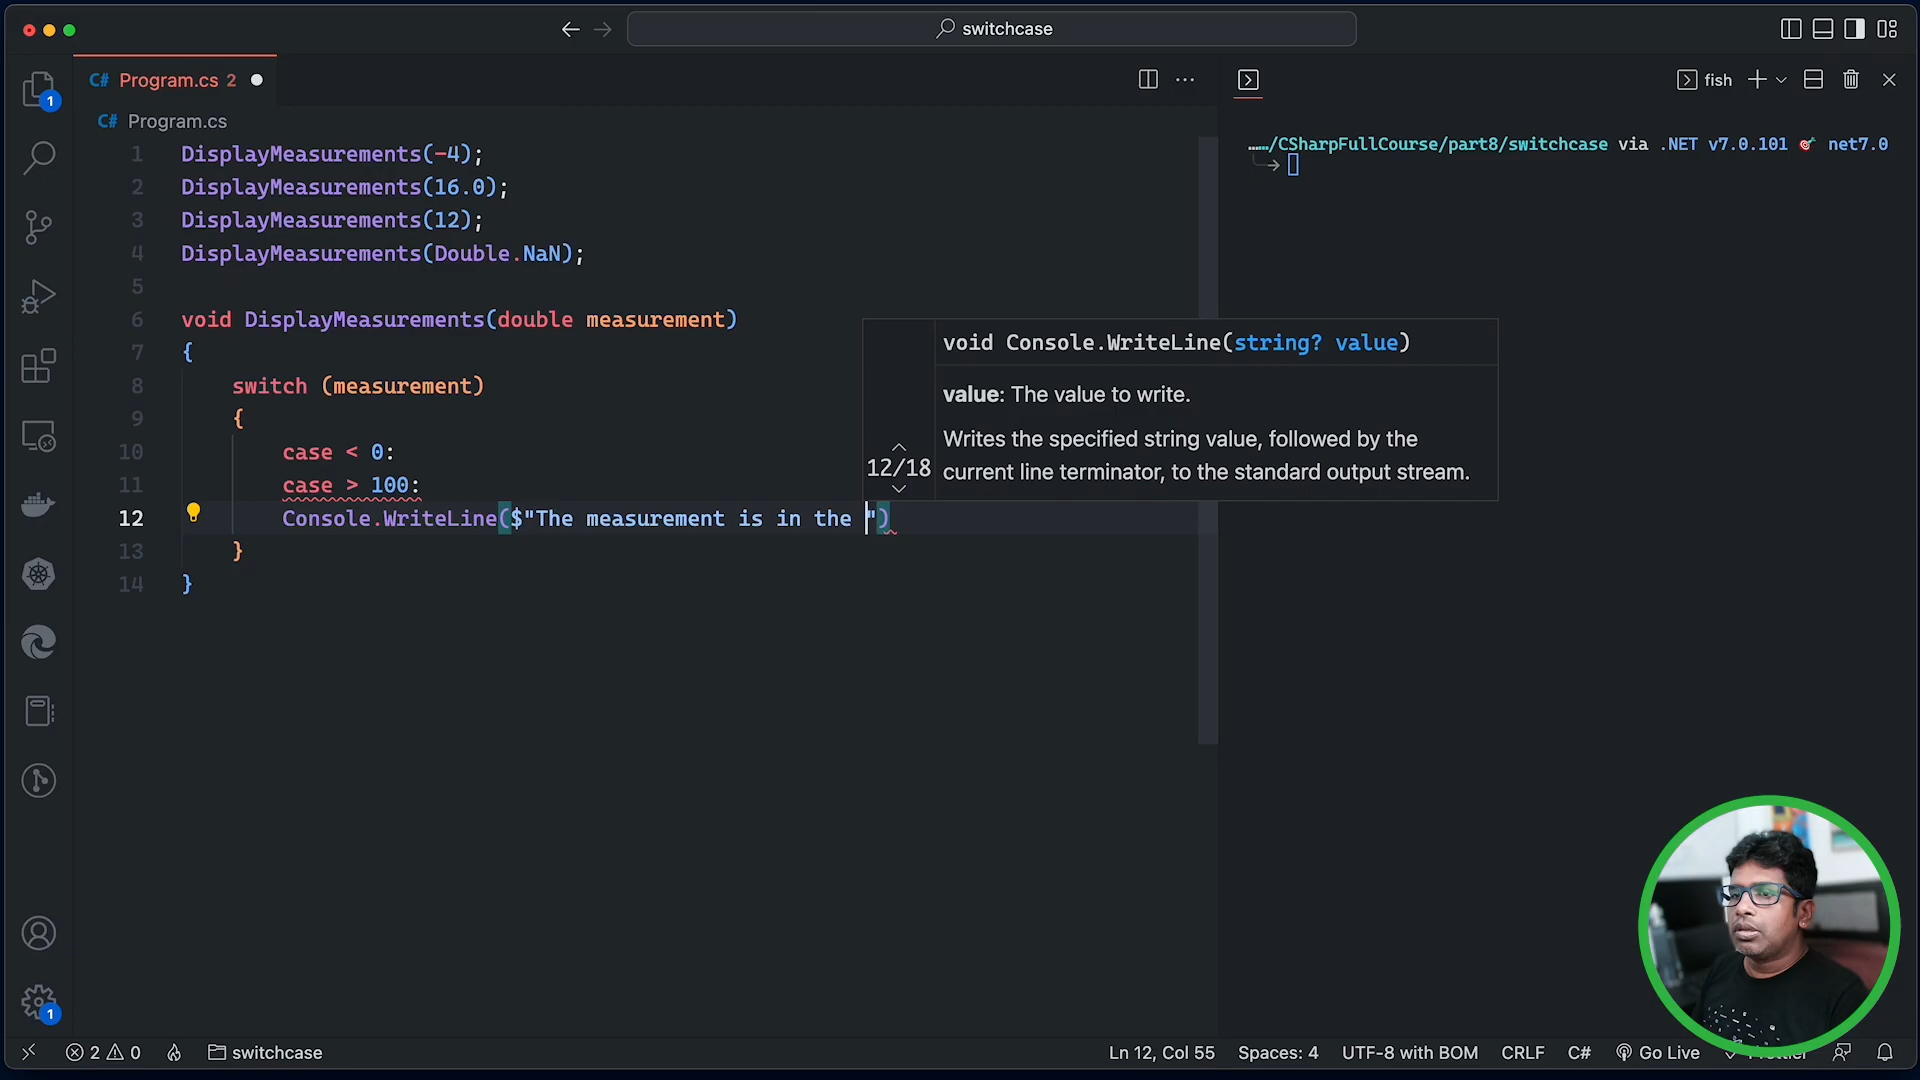 switchcase
C# Program.cs 2
fish
C# Program.cs
1 DisplayMeasurements(-4);
2 DisplayMeasurements(16.0);
3 DisplayMeasurements(12);
4 DisplayMeasurements(Double.NaN);
5
6 void DisplayMeasurements(double measurement)
7 {
8 switch (measurement)
9 {
10 case < 0:
11 case > 100:
12 Console.WriteLine($"The measurement is in the ")
13 }
14 }
void Console.WriteLine(string? value)
value: The value to write.
Writes the specified string value, followed by the
current line terminator, to the standard output stream.
12/18
……/CSharpFullCourse/part8/switchcase via .NET v7.0.101 🎯 net7.0
1
1
2 0 switchcase Ln 12, Col 55 Spaces: 4 UTF-8 with BOM CRLF C# Go Live